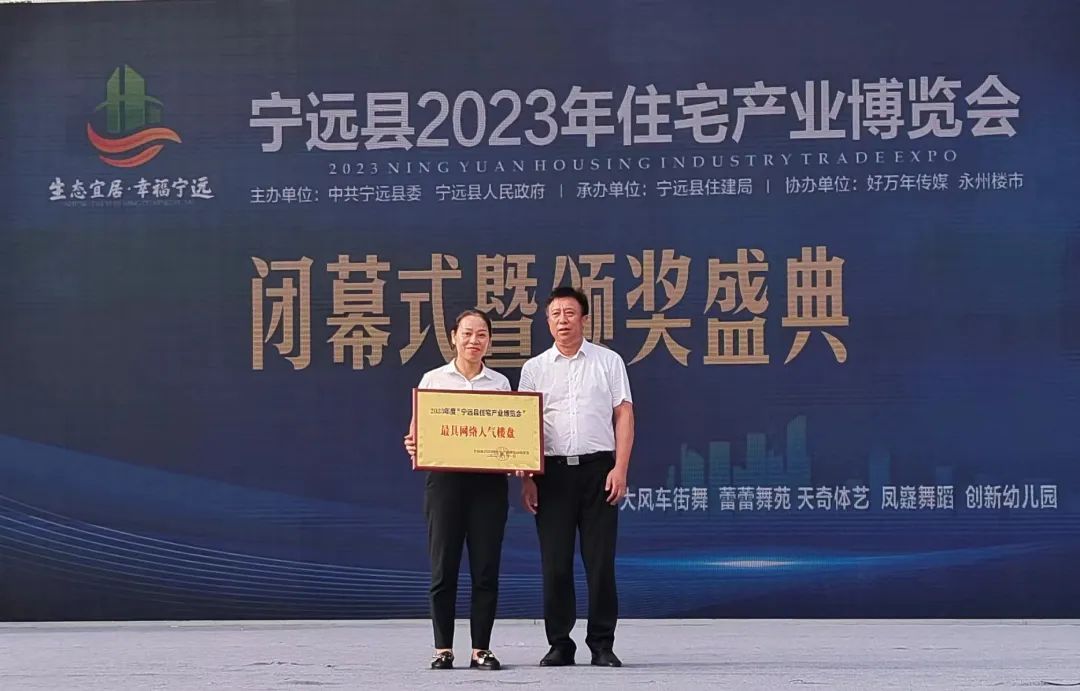 宁远县2023年住宅产业博览会
2023 NING YUAN HOUSING INDUSTRY TRADE EXPO
生态宜居·幸福宁远
主办单位：中共宁远县委 宁远县人民政府 | 承办单位：宁远县住建局 | 协办单位：好万年传媒 永州楼市
闭幕式暨颁奖盛典
2023年度“宁远县住宅产业博览会”
最具网络人气楼盘
大风车街舞 蕾蕾舞苑 天奇体艺 凤嶷舞蹈 创新幼儿园